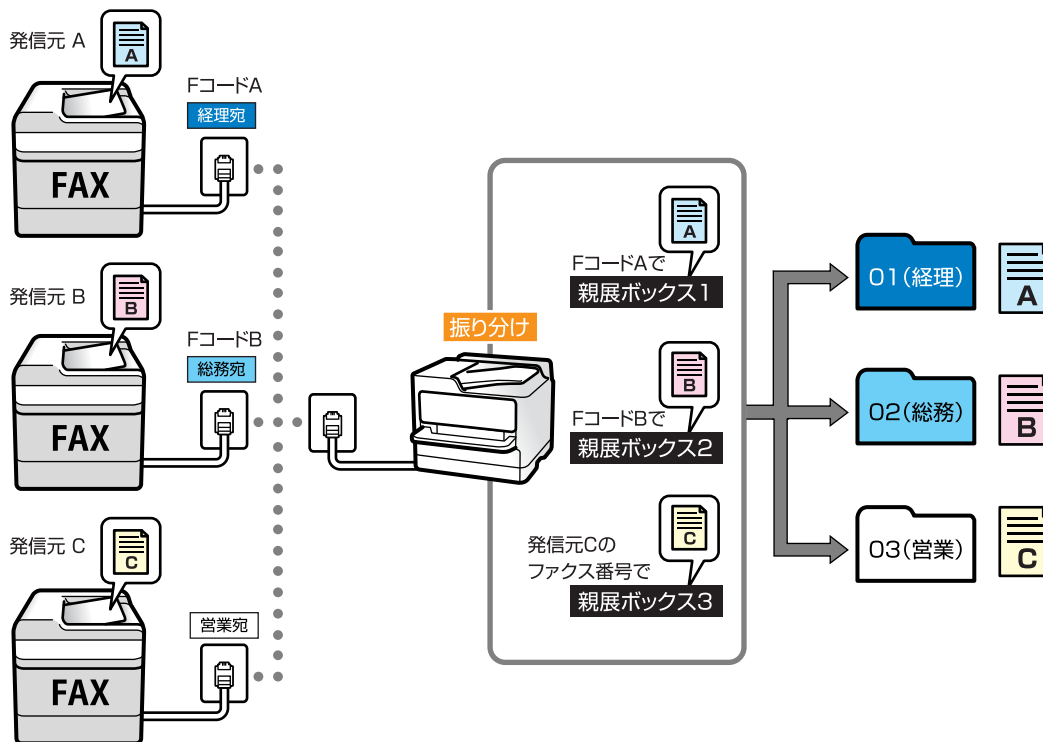 発信元 A
A
FコードA
経理宛
FAX
発信元 B
B
FコードB
総務宛
FAX
発信元 C
C
営業宛
FAX
振り分け
A
FコードAで
親展ボックス1
B
FコードBで
親展ボックス2
C
発信元Cの
ファクス番号で
親展ボックス3
01(経理)
A
02(総務)
B
03(営業)
C